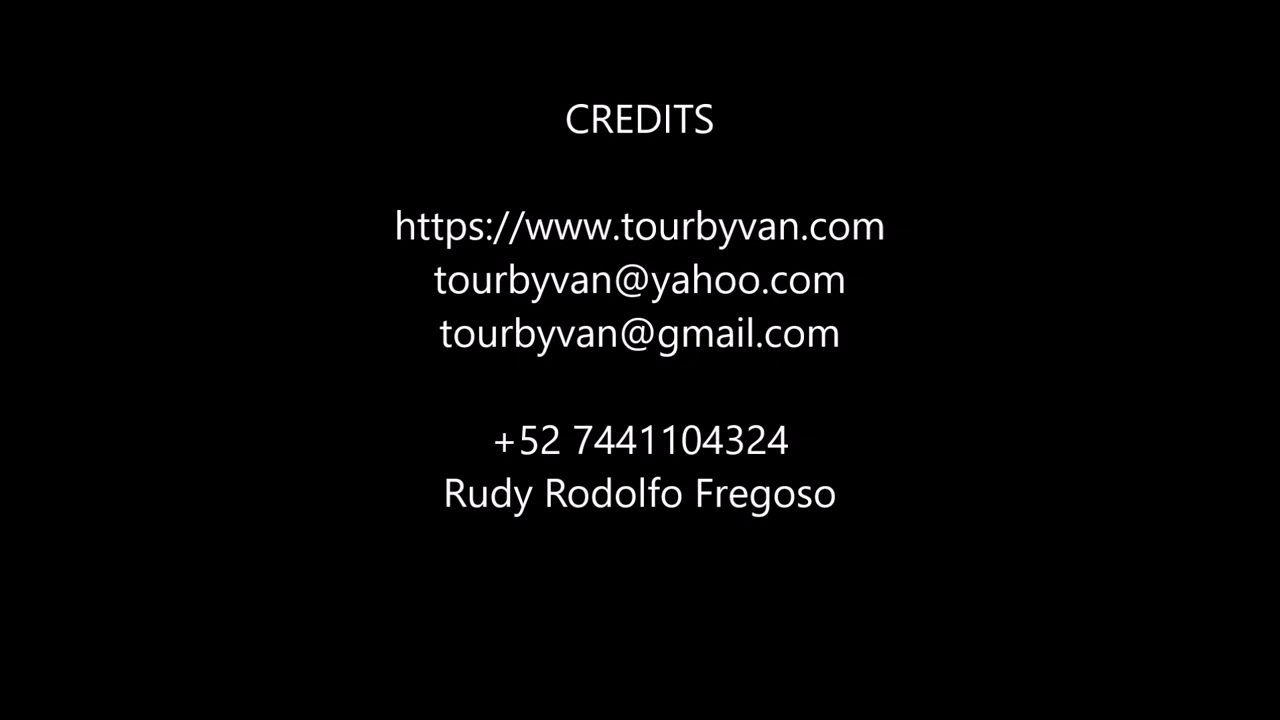 CREDITS
https://www.tourbyvan.com
tourbyvan@yahoo.com
tourbyvan@gmail.com
+52 7441104324
Rudy Rodolfo Fregoso